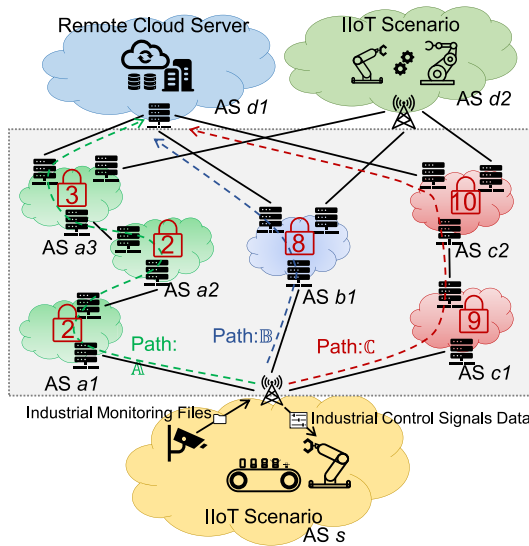 Remote Cloud Server
IIoT Scenario
AS d1
AS d2
3
10
AS a3
2
8
AS c2
AS a2
AS b1
2
9
Path:
𝔸
Path:𝔹
Path:ℂ
AS a1
AS c1
Industrial Monitoring Files
Industrial Control Signals Data
IIoT Scenario
AS s